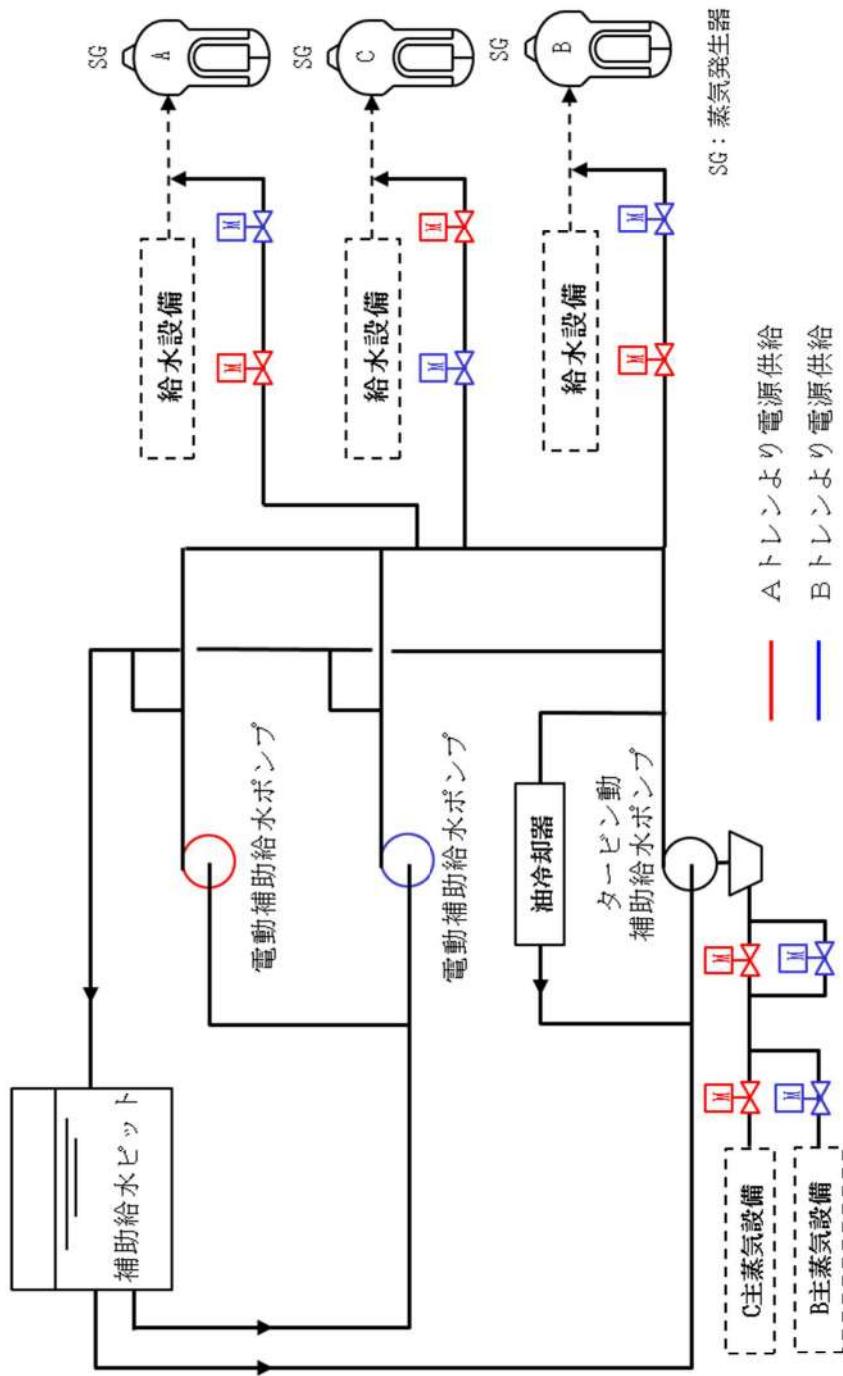 SG
A
SG
C
SG
B
給水設備
給水設備
給水設備
M
M
M
M
M
M
SG：蒸気発生器
補助給水ピット
電動補助給水ポンプ
電動補助給水ポンプ
油冷却器
タービン動
補助給水ポンプ
M
M
M
M
C主蒸気設備
B主蒸気設備
Aトレンより電源供給
Bトレンより電源供給